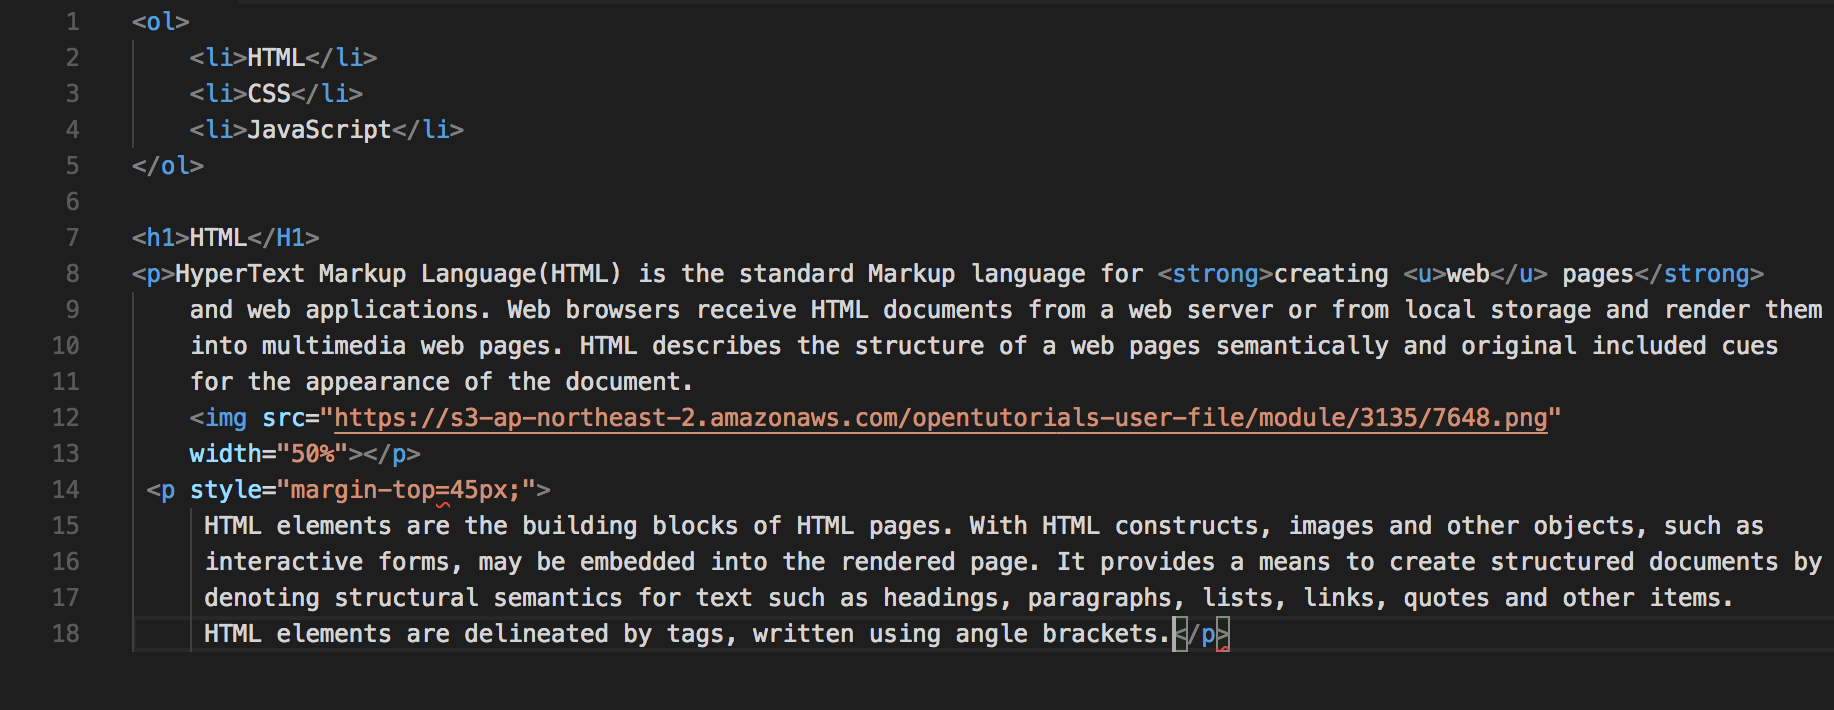 1 <ol>
2 <li>HTML</li>
3 <li>CSS</li>
4 <li>JavaScript</li>
5 </ol>
6
7 <h1>HTML</H1>
8 <p>HyperText Markup Language(HTML) is the standard Markup language for <strong>creating <u>web</u> pages</strong>
9 and web applications. Web browsers receive HTML documents from a web server or from local storage and render them
10 into multimedia web pages. HTML describes the structure of a web pages semantically and original included cues
11 for the appearance of the document.
12 <img src="https://s3-ap-northeast-2.amazonaws.com/opentutorials-user-file/module/3135/7648.png"
13 width="50%"></p>
14 <p style="margin-top=45px;">
15 HTML elements are the building blocks of HTML pages. With HTML constructs, images and other objects, such as
16 interactive forms, may be embedded into the rendered page. It provides a means to create structured documents by
17 denoting structural semantics for text such as headings, paragraphs, lists, links, quotes and other items.
18 HTML elements are delineated by tags, written using angle brackets.</p>